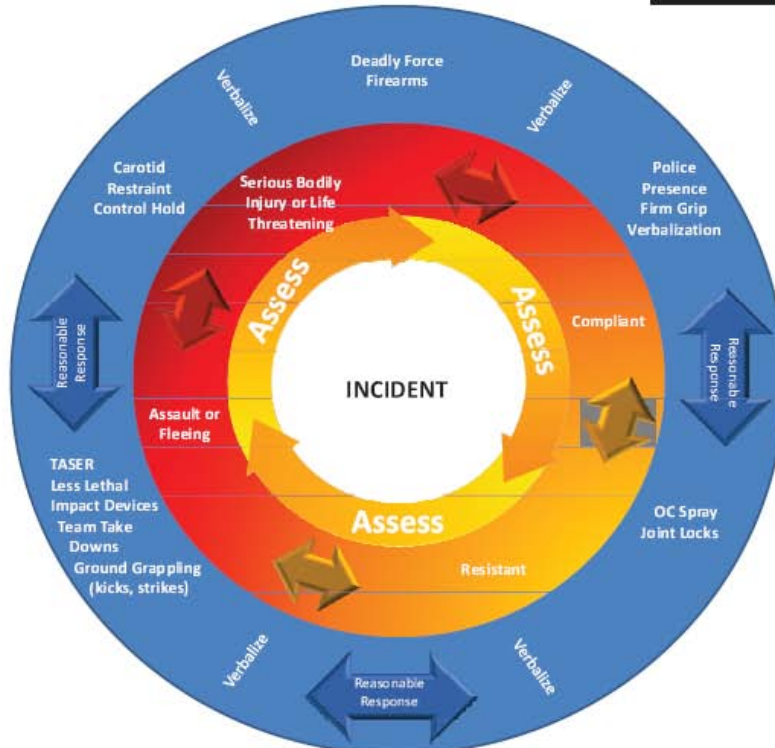 Deadly Force
Firearms
Verbalize
Verbalize
Carotid
Restraint
Control Hold
Serious Bodily
Injury or Life
Threatening
Police
Presence
Firm Grip
Verbalization
Assess
Assess
Compliant
Reasonable
Response
Reasonable
Response
INCIDENT
Assault or
Fleeing
TASER
Less Lethal
Impact Devices
Team Take
Downs
Ground Grappling
(kicks, strikes)
Assess
OC Spray
Joint Locks
Resistant
Verbalize
Verbalize
Reasonable
Response